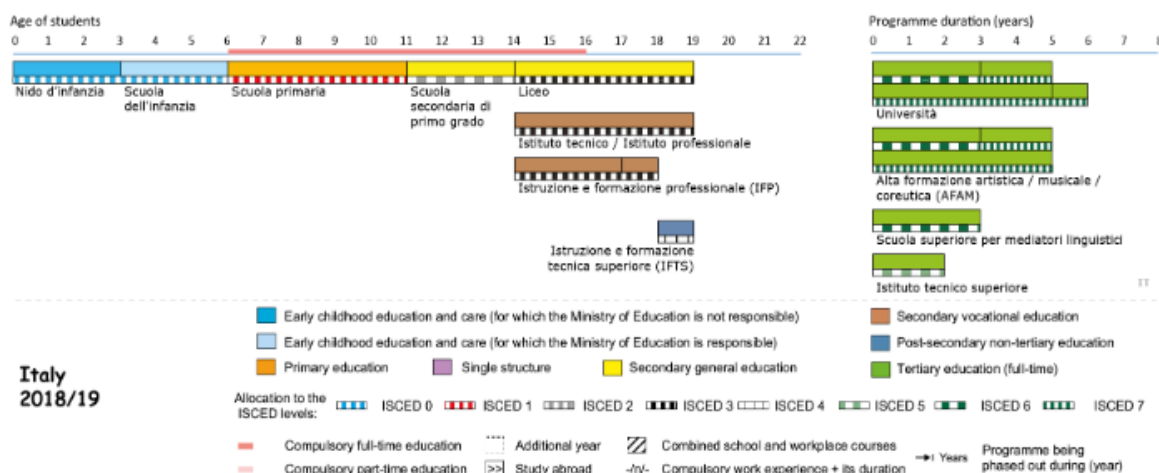 Age of students
Programme duration (years)
0 1 2 3 4 5 6 7 8 9 10 11 12 13 14 15 16 17 18 19 20 21 22
0 1 2 3 4 5 6 7 8
Nido d'infanzia
Scuola
dell'infanzia
Scuola primaria
Scuola
secondaria di
primo grado
Liceo
Istituto tecnico / Istituto professionale
Istruzione e formazione professionale (IFP)
Istruzione e formazione
tecnica superiore (IFTS)
Università
Alta formazione artistica / musicale /
coreutica (AFAM)
Scuola superiore per mediatori linguistici
Istituto tecnico superiore
IT
Italy
2018/19
Early childhood education and care (for which the Ministry of Education is not responsible)
Early childhood education and care (for which the Ministry of Education is responsible)
Primary education
Single structure
Secondary general education
Secondary vocational education
Post-secondary non-tertiary education
Tertiary education (full-time)
Allocation to the
ISCED levels:
ISCED 0
ISCED 1
ISCED 2
ISCED 3
ISCED 4
ISCED 5
ISCED 6
ISCED 7
Compulsory full-time education
Additional year
Combined school and workplace courses
Years
Programme being
phased out during (year)
Compulsory part-time education
>> Study abroad
-/n/- Compulsory work experience + its duration